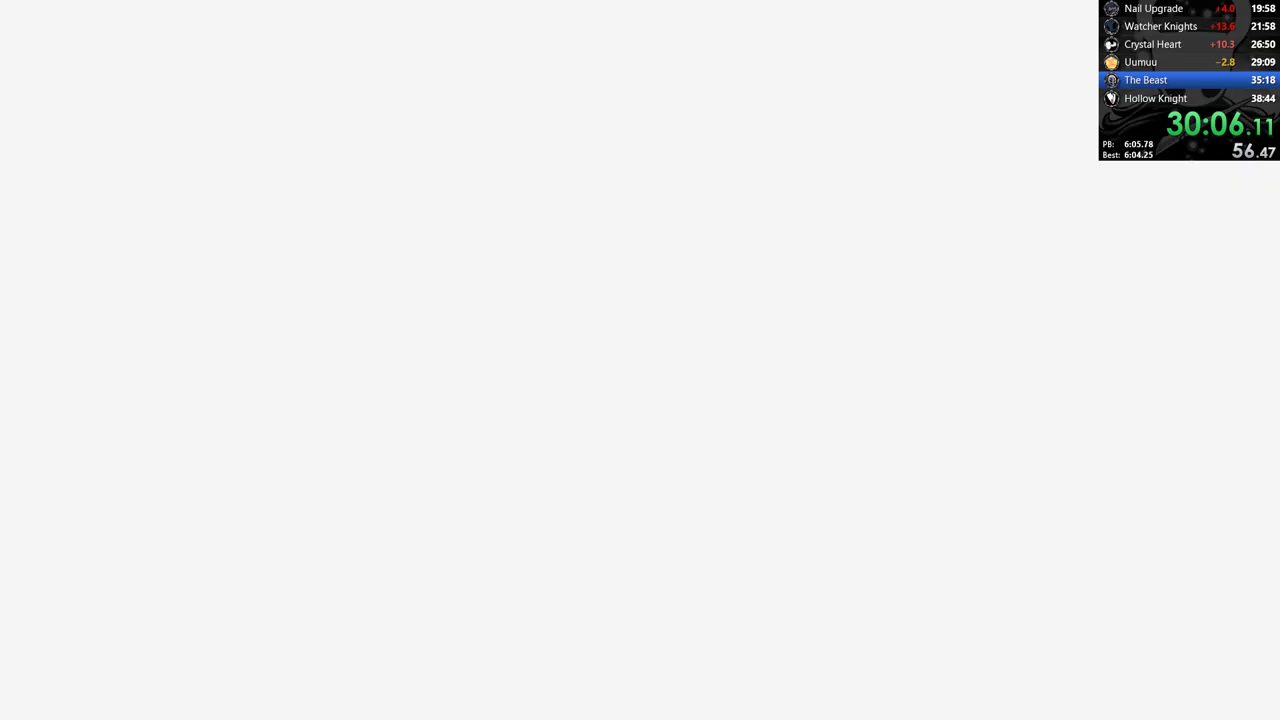 Nail Upgrade +4.0 19:58
Watcher Knights +13.6 21:58
Crystal Heart +10.3 26:50
Uumuu −2.8 29:09
The Beast 35:18
Hollow Knight 38:44
30:06.11
PB: 6:05.78
Best: 6:04.25
56.47